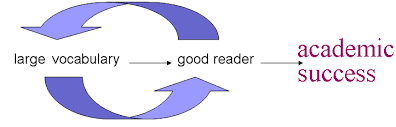 large vocabulary
good reader
academic
success